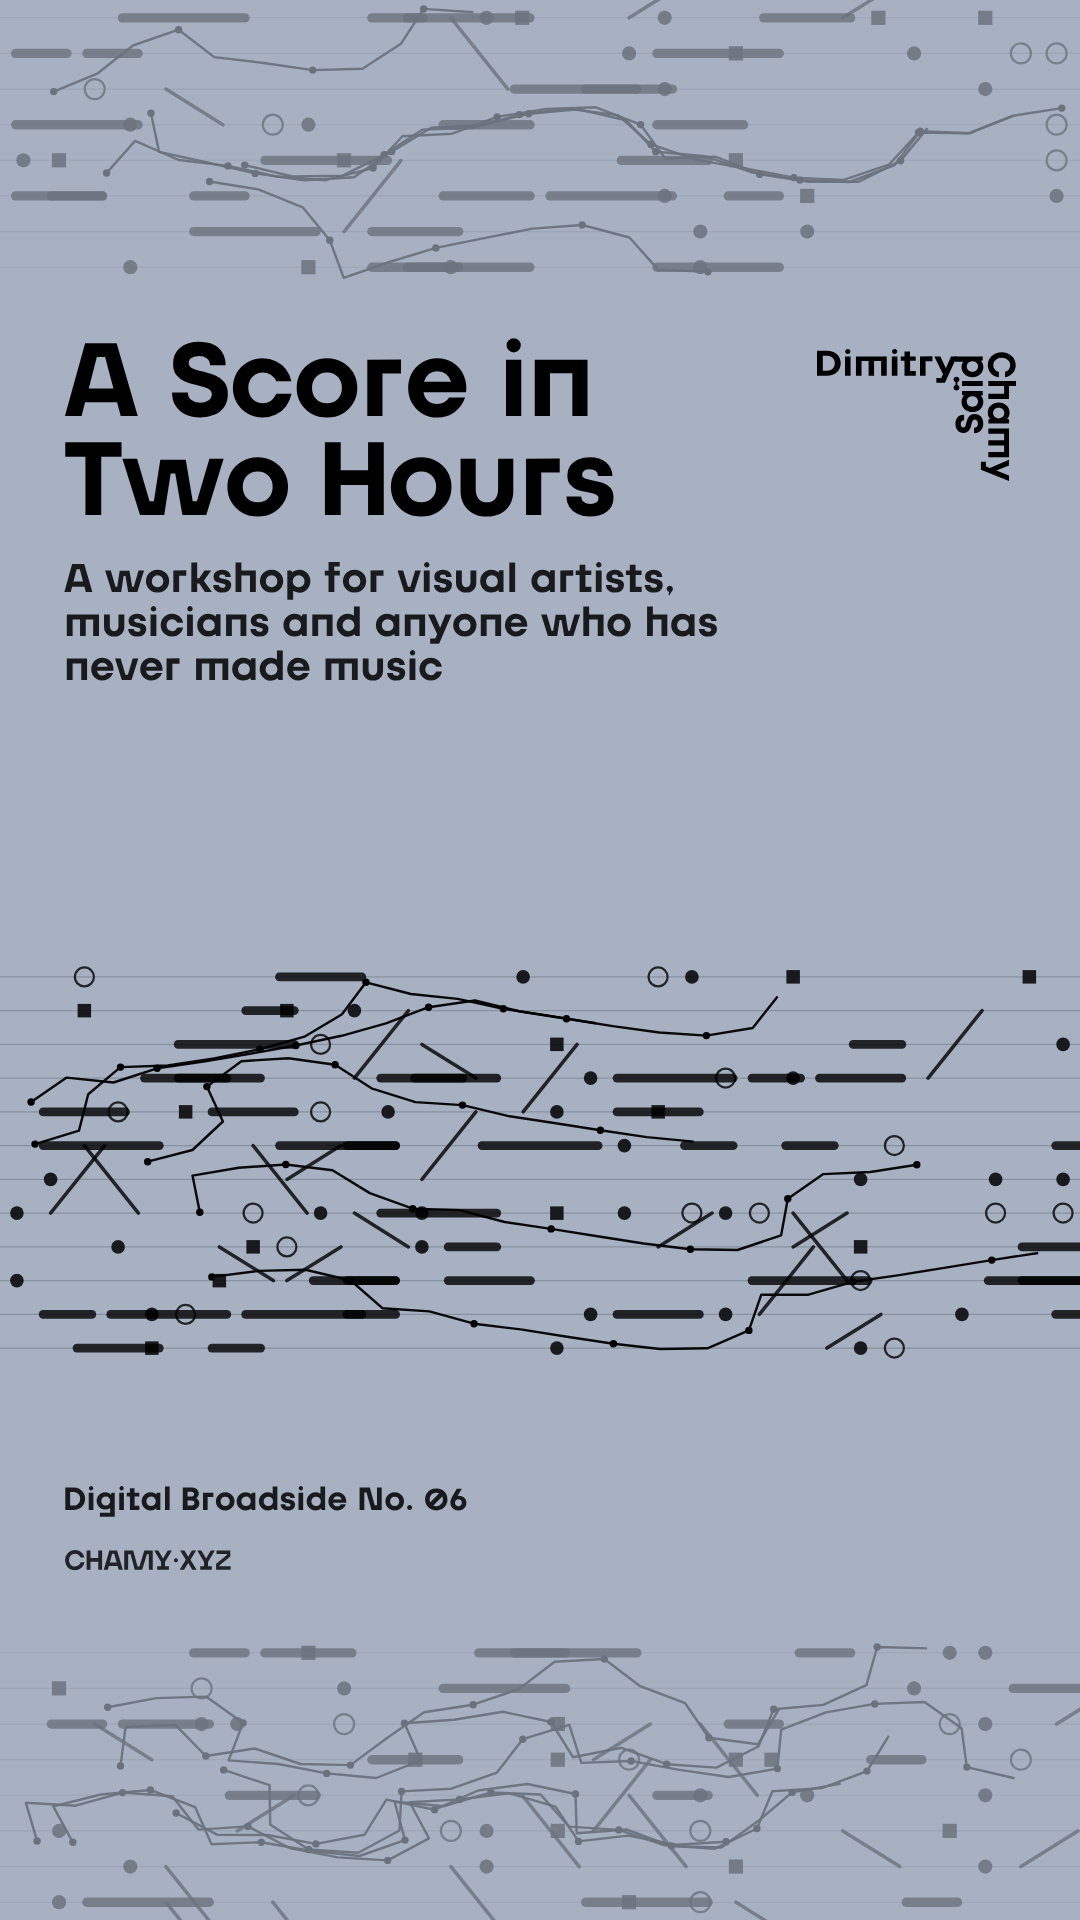 A Score in
Two Hours
Dimitry
Saïd
Chamy
A workshop for visual artists,
musicians and anyone who has
never made music
Digital Broadside No. 06
CHAMY·XYZ